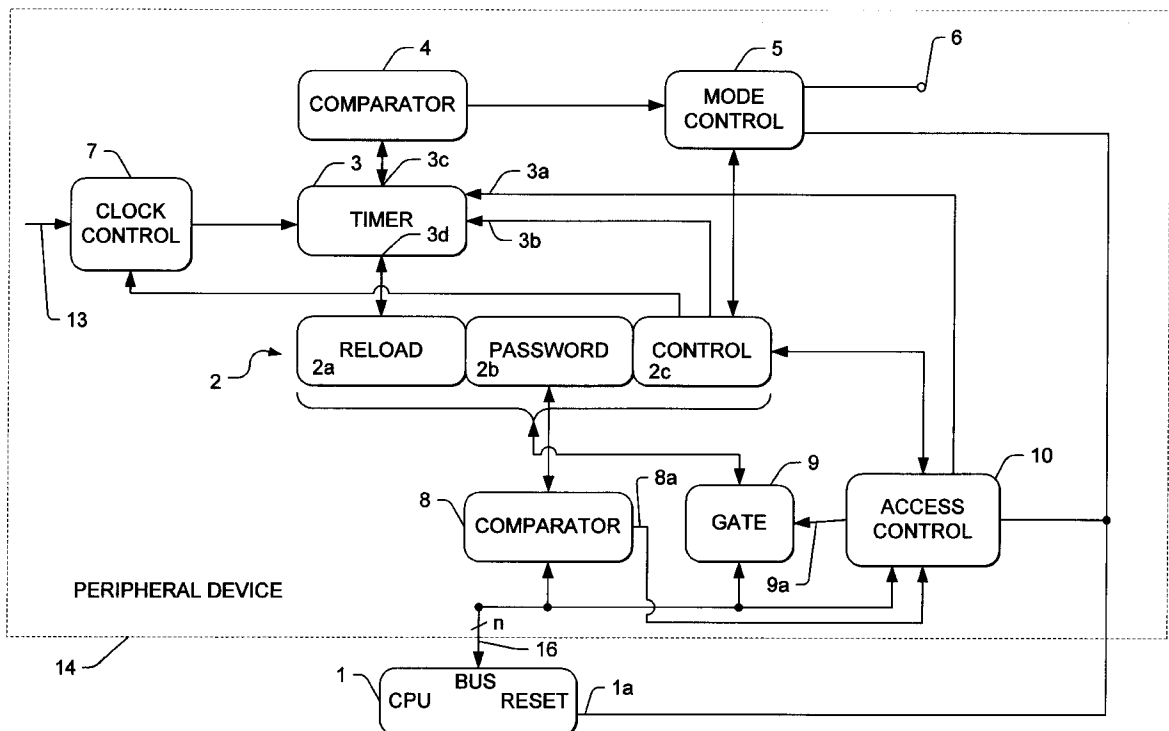 4
5
6
COMPARATOR
MODE
CONTROL
7
3
3c
3a
CLOCK
CONTROL
TIMER
3b
3d
13
RELOAD
2a
PASSWORD
2b
CONTROL
2c
2
8
8a
9
10
COMPARATOR
GATE
ACCESS
CONTROL
9a
PERIPHERAL DEVICE
n
16
14
1
BUS
CPU
RESET
1a